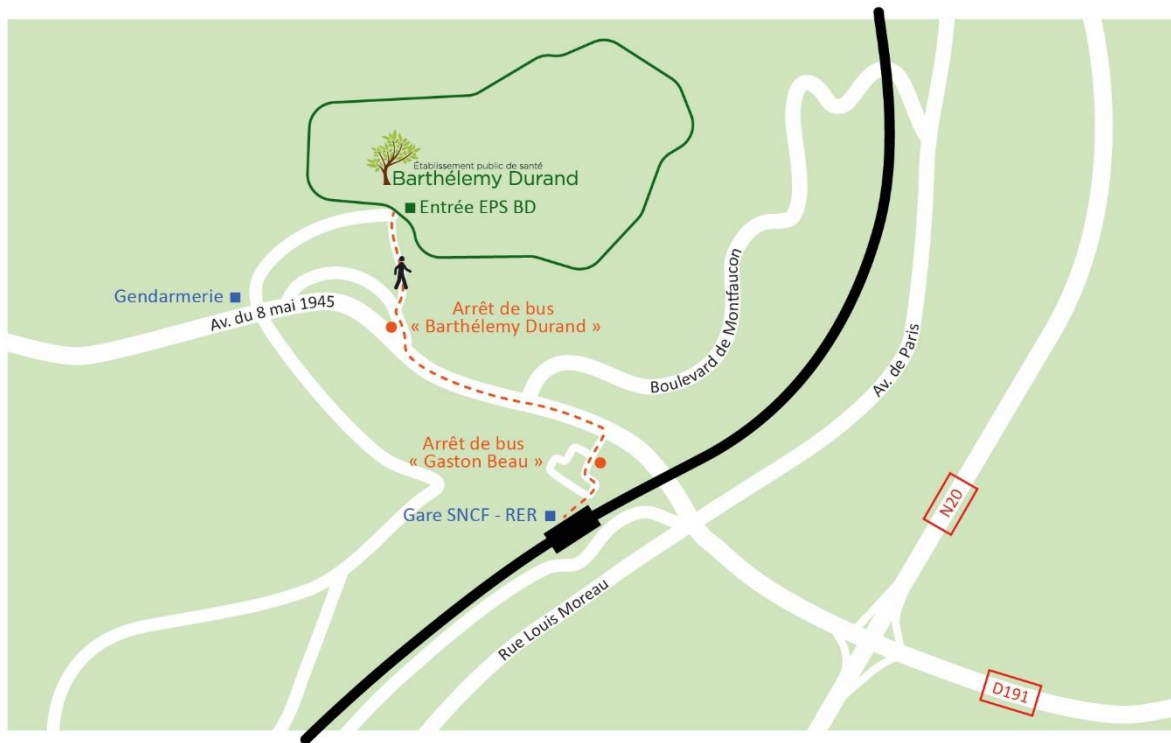 Établissement public de santé
Barthélemy Durand
Entrée EPS BD
Gendarmerie
Av. du 8 mai 1945
Arrêt de bus
« Barthélemy Durand »
Boulevard de Montfaucon
Av. de Paris
Arrêt de bus
« Gaston Beau »
Gare SNCF - RER
N20
Rue Louis Moreau
D191